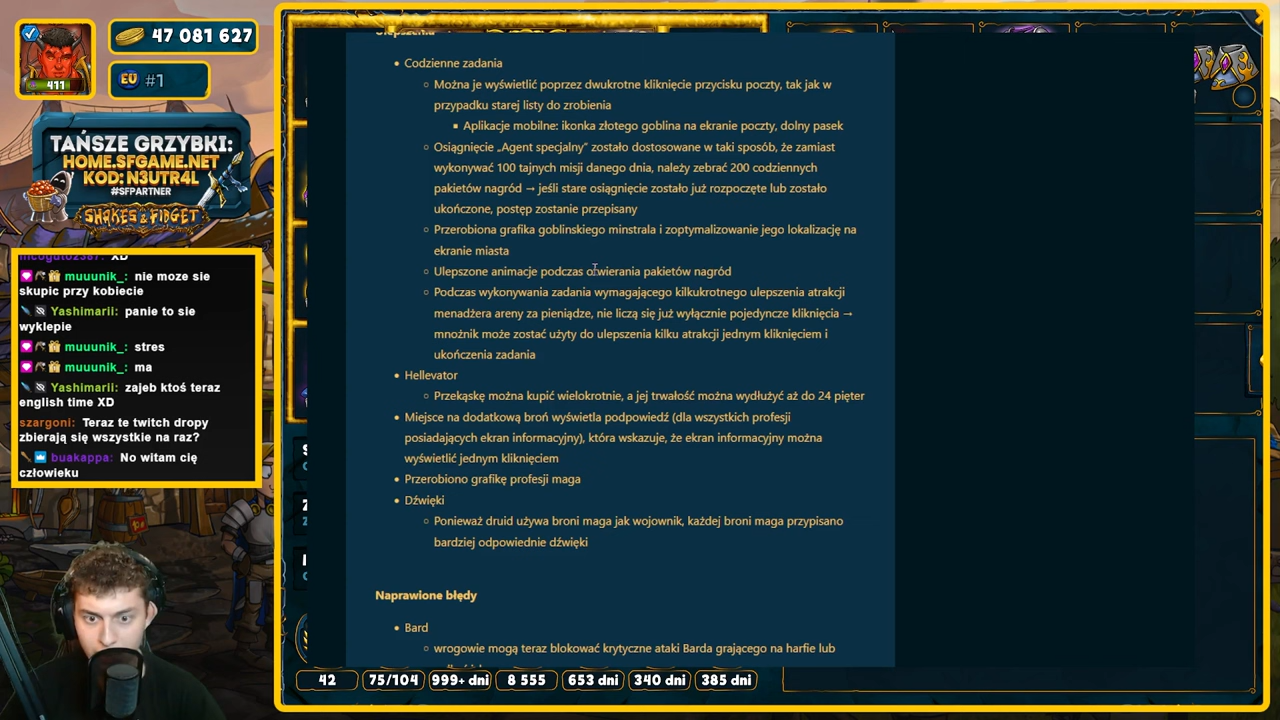 47 081 627
411
EU #1
TAŃSZE GRZYBKI:
HOME.SFGAME.NET
KOD: N3UTR4L
#SFPARTNER
SHAKES & FIDGET
XD
muuunik_: nie moze sie
skupic przy kobiecie
Yashimarii: panie to sie
wyklepie
muuunik_: stres
muuunik_: ma
Yashimarii: zajeb ktoś teraz
english time XD
szargoni: Teraz te twitch dropy
zbierają się wszystkie na raz?
buakappa: No witam cię
człowieku
• Codzienne zadania
○ Można je wyświetlić poprzez dwukrotne kliknięcie przycisku poczty, tak jak w
przypadku starej listy do zrobienia
▪ Aplikacje mobilne: ikonka złotego goblina na ekranie poczty, dolny pasek
○ Osiągnięcie „Agent specjalny” zostało dostosowane w taki sposób, że zamiast
wykonywać 100 tajnych misji danego dnia, należy zebrać 200 codziennych
pakietów nagród → jeśli stare osiągnięcie zostało już rozpoczęte lub zostało
ukończone, postęp zostanie przepisany
○ Przerobiona grafika goblińskiego minstrala i zoptymalizowanie jego lokalizację na
ekranie miasta
○ Ulepszone animacje podczas otwierania pakietów nagród
○ Podczas wykonywania zadania wymagającego kilkukrotnego ulepszenia atrakcji
menadżera areny za pieniądze, nie liczą się już wyłącznie pojedyncze kliknięcia →
mnożnik może zostać użyty do ulepszenia kilku atrakcji jednym kliknięciem i
ukończenia zadania
• Hellevator
○ Przekąskę można kupić wielokrotnie, a jej trwałość można wydłużyć aż do 24 pięter
• Miejsce na dodatkową broń wyświetla podpowiedź (dla wszystkich profesji
posiadających ekran informacyjny), która wskazuje, że ekran informacyjny można
wyświetlić jednym kliknięciem
• Przerobiono grafikę profesji maga
• Dźwięki
○ Ponieważ druid używa broni maga jak wojownik, każdej broni maga przypisano
bardziej odpowiednie dźwięki
Naprawione błędy
• Bard
○ wrogowie mogą teraz blokować krytyczne ataki Barda grającego na harfie lub
42
75/104
999+ dni
8 555
653 dni
340 dni
385 dni